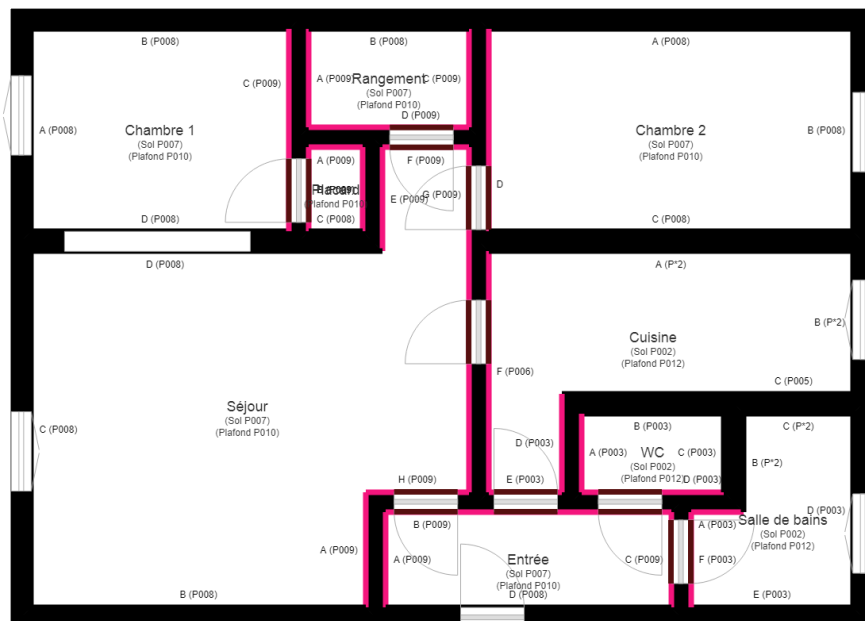 B (P008)
B (P008)
A (P008)
C (P009)
A (P009)
Rangement
C (P009)
(Sol P007)
(Plafond P010)
D (P009)
A (P008)
Chambre 1
(Sol P007)
(Plafond P010)
Chambre 2
(Sol P007)
(Plafond P010)
B (P008)
A (P009)
F (P009)
D
Placard
(Plafond P010)
E (P009)
G (P009)
D (P008)
C (P008)
C (P008)
D (P008)
A (P*2)
B (P*2)
Cuisine
(Sol P002)
(Plafond P012)
F (P006)
C (P005)
Séjour
(Sol P007)
(Plafond P010)
C (P008)
B (P003)
C (P*2)
D (P003)
A (P003)
WC
C (P003)
(Sol P002)
(Plafond P012)
B (P*2)
H (P009)
E (P003)
D (P003)
D (P003)
B (P009)
A (P003)
Salle de bains
(Sol P002)
(Plafond P012)
A (P009)
A (P009)
Entrée
(Sol P007)
(Plafond P010)
C (P009)
F (P003)
B (P008)
D (P008)
E (P003)